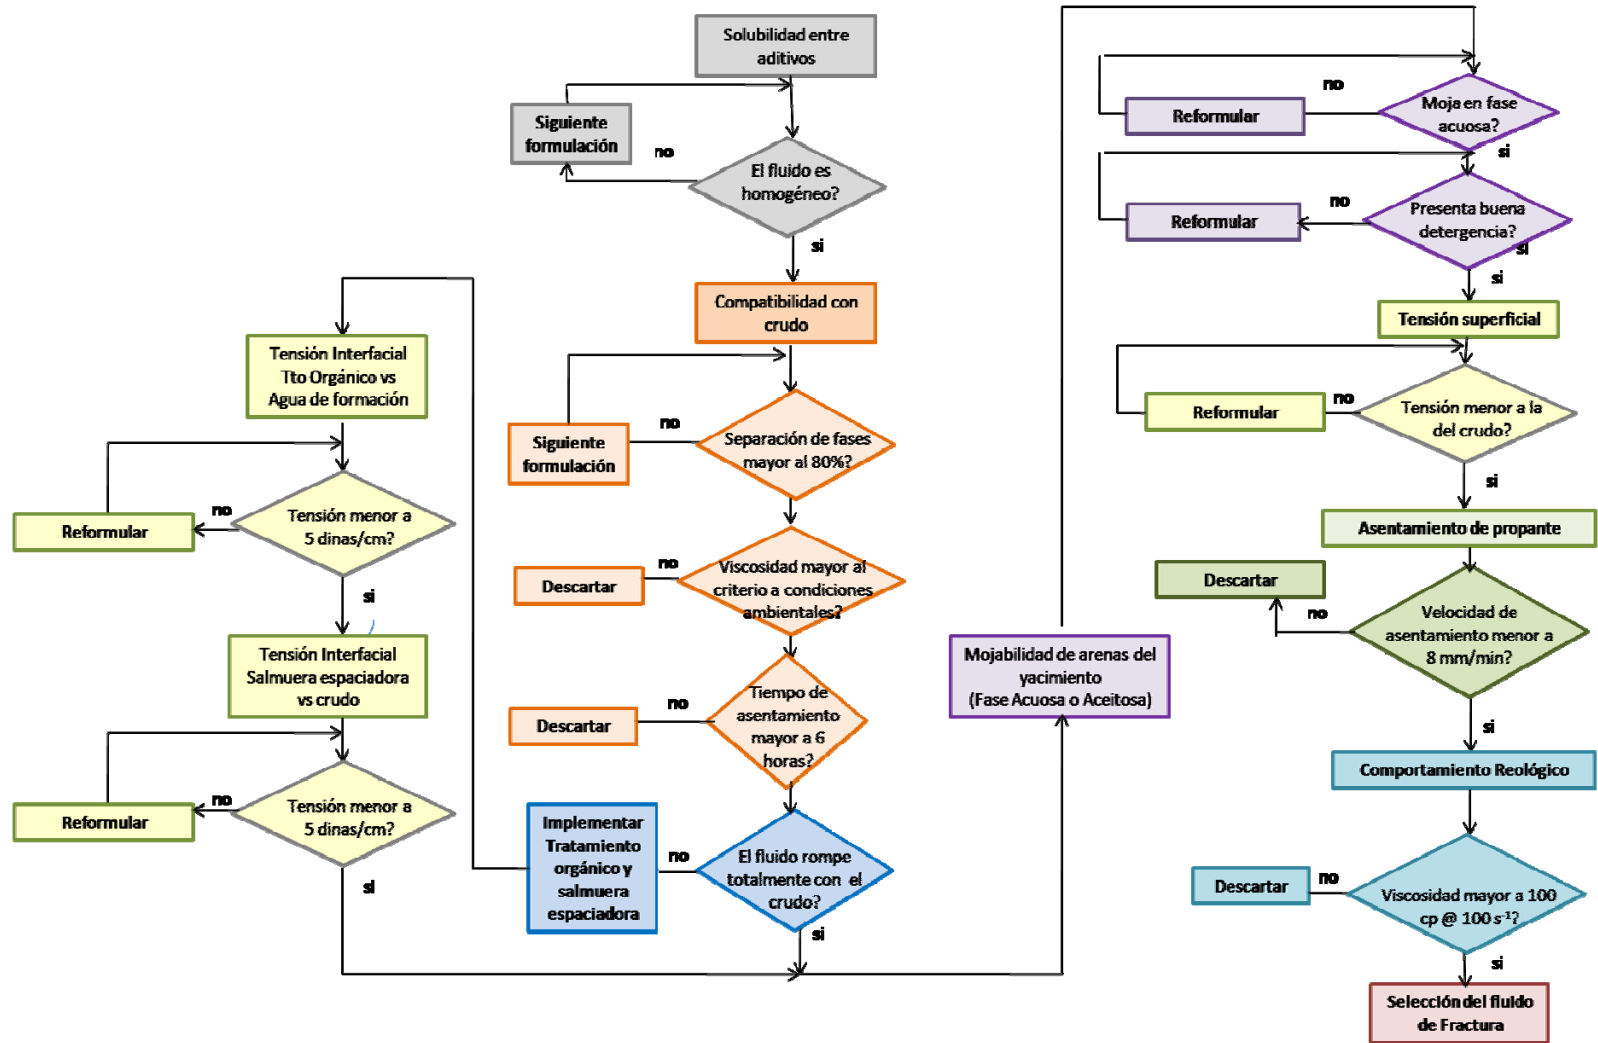 Solubilidad entre
aditivos
Siguiente
formulación
no
El fluido es
homogéneo?
si
Compatibilidad con
crudo
Siguiente
formulación
no
Separación de fases
mayor al 80%?
Descartar
no
Viscosidad mayor al
criterio a condiciones
ambientales?
Descartar
no
Tiempo de
asentamiento
mayor a 6
horas?
Implementar
Tratamiento
orgánico y
salmuera
espaciadora
no
El fluido rompe
totalmente con el
crudo?
si
Tensión Interfacial
Tto Orgánico vs
Agua de formación
Reformular
no
Tensión menor a
5 dinas/cm?
si
Tensión Interfacial
Salmuera espaciadora
vs crudo
Reformular
no
Tensión menor a
5 dinas/cm?
si
Mojabilidad de arenas del
yacimiento
(Fase Acuosa o Aceitosa)
Reformular
no
Moja en fase
acuosa?
si
Reformular
no
Presenta buena
detergencia?
si
si
Tensión superficial
Reformular
no
Tensión menor a la
del crudo?
si
Asentamiento de propante
Descartar
no
Velocidad de
asentamiento menor a
8 mm/min?
si
Comportamiento Reológico
Descartar
no
Viscosidad mayor a 100
cp @ 100 s⁻¹?
si
Selección del fluido
de Fractura